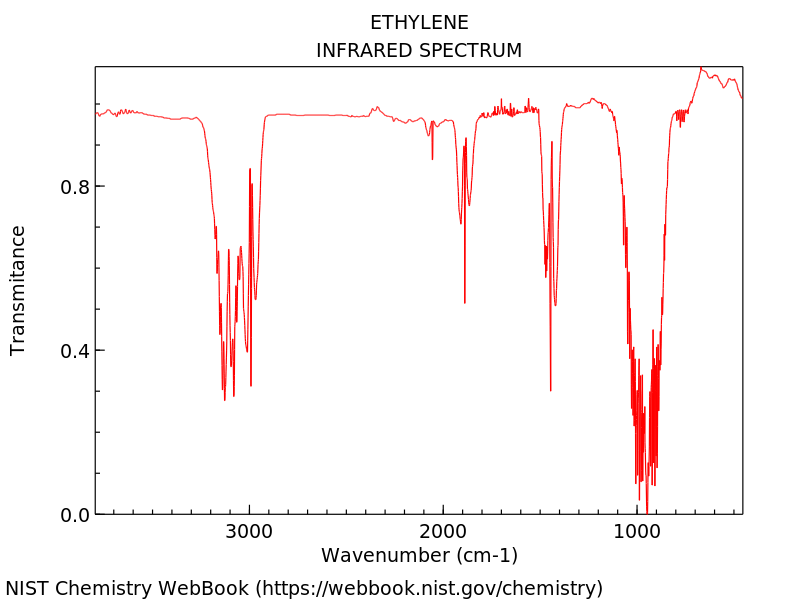 ETHYLENE
INFRARED SPECTRUM
Transmitance
0.8
0.4
0.0
3000 2000 1000
Wavenumber (cm-1)
NIST Chemistry WebBook (https://webbook.nist.gov/chemistry)